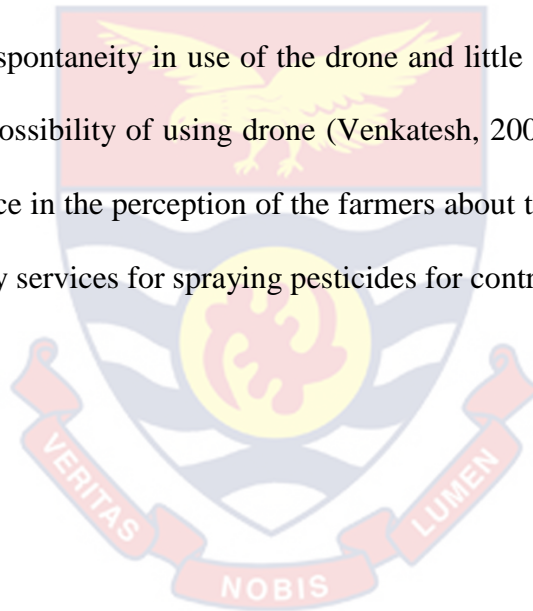 spontaneity in use of the drone and little
ossibility of using drone (Venkatesh, 200
ce in the perception of the farmers about t
y services for spraying pesticides for contr
VERITAS
NOBIS
LUMEN